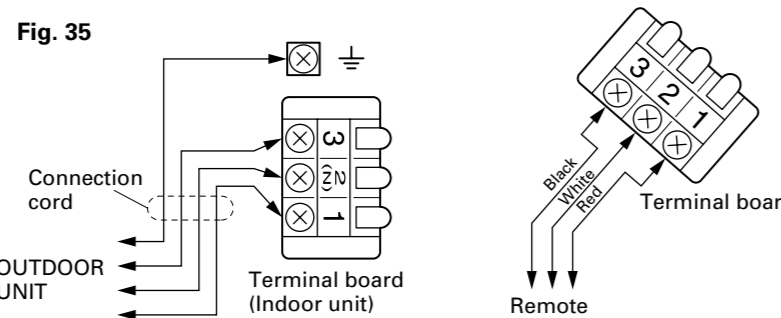 Fig. 35
3
2
(N)
1
Connection
cord
OUTDOOR
UNIT
Terminal board
(Indoor unit)
3
2
1
Black
White
Red
Terminal boar
Remote